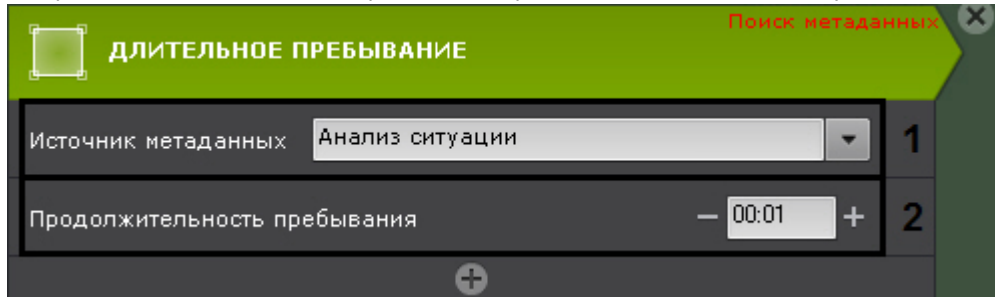 Поиск метаданных
ДЛИТЕЛЬНОЕ ПРЕБЫВАНИЕ
Источник метаданных Анализ ситуации 1
Продолжительность пребывания – 00:01 + 2